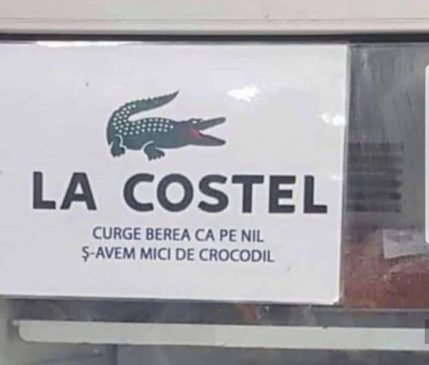 LA COSTEL
CURGE BEREA CA PE NIL
Ş-AVEM MICI DE CROCODIL